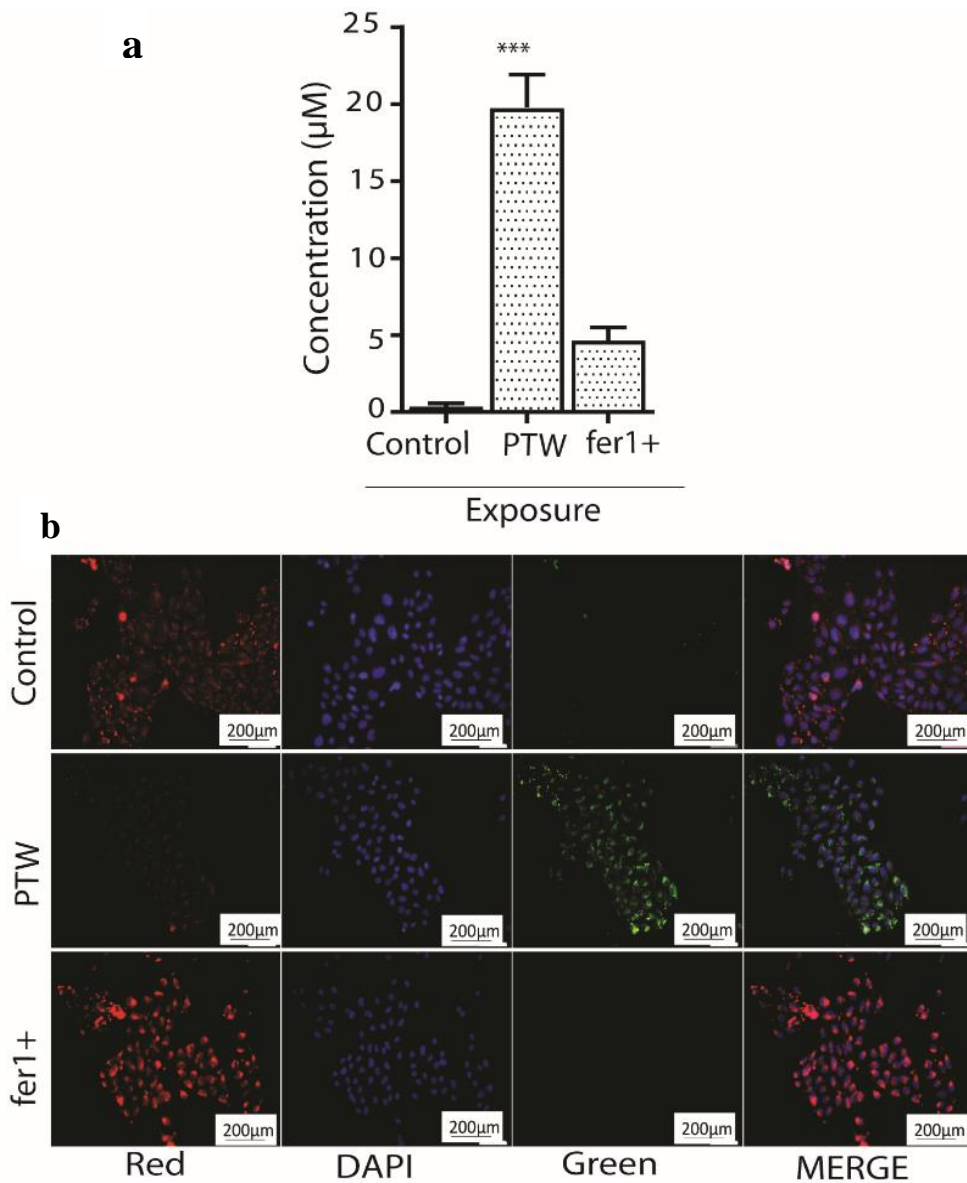 a
25
***
20
15
10
5
0
Concentration (µM)
Control PTW fer1+
Exposure
b
Control
200µm 200µm 200µm 200µm
PTW
200µm 200µm 200µm 200µm
fer1+
200µm 200µm 200µm 200µm
Red DAPI Green MERGE